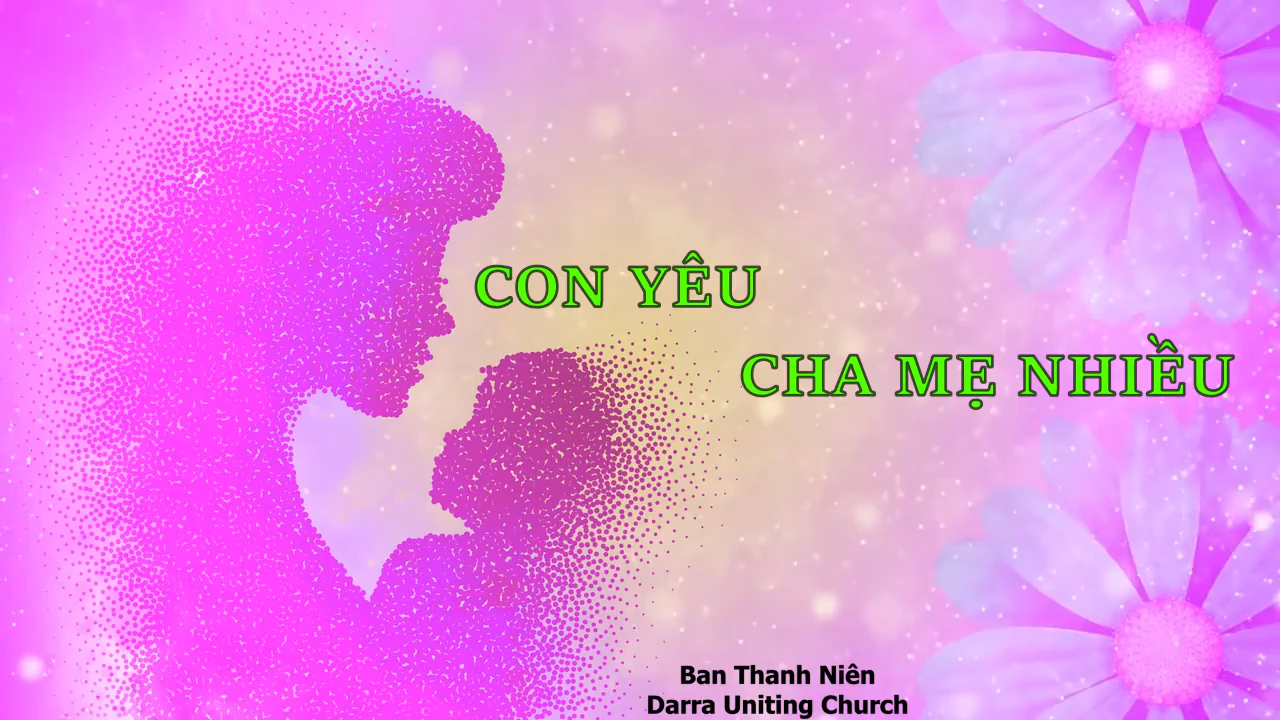 CON YÊU
CHA MẸ NHIỀU
Ban Thanh Niên
Darra Uniting Church